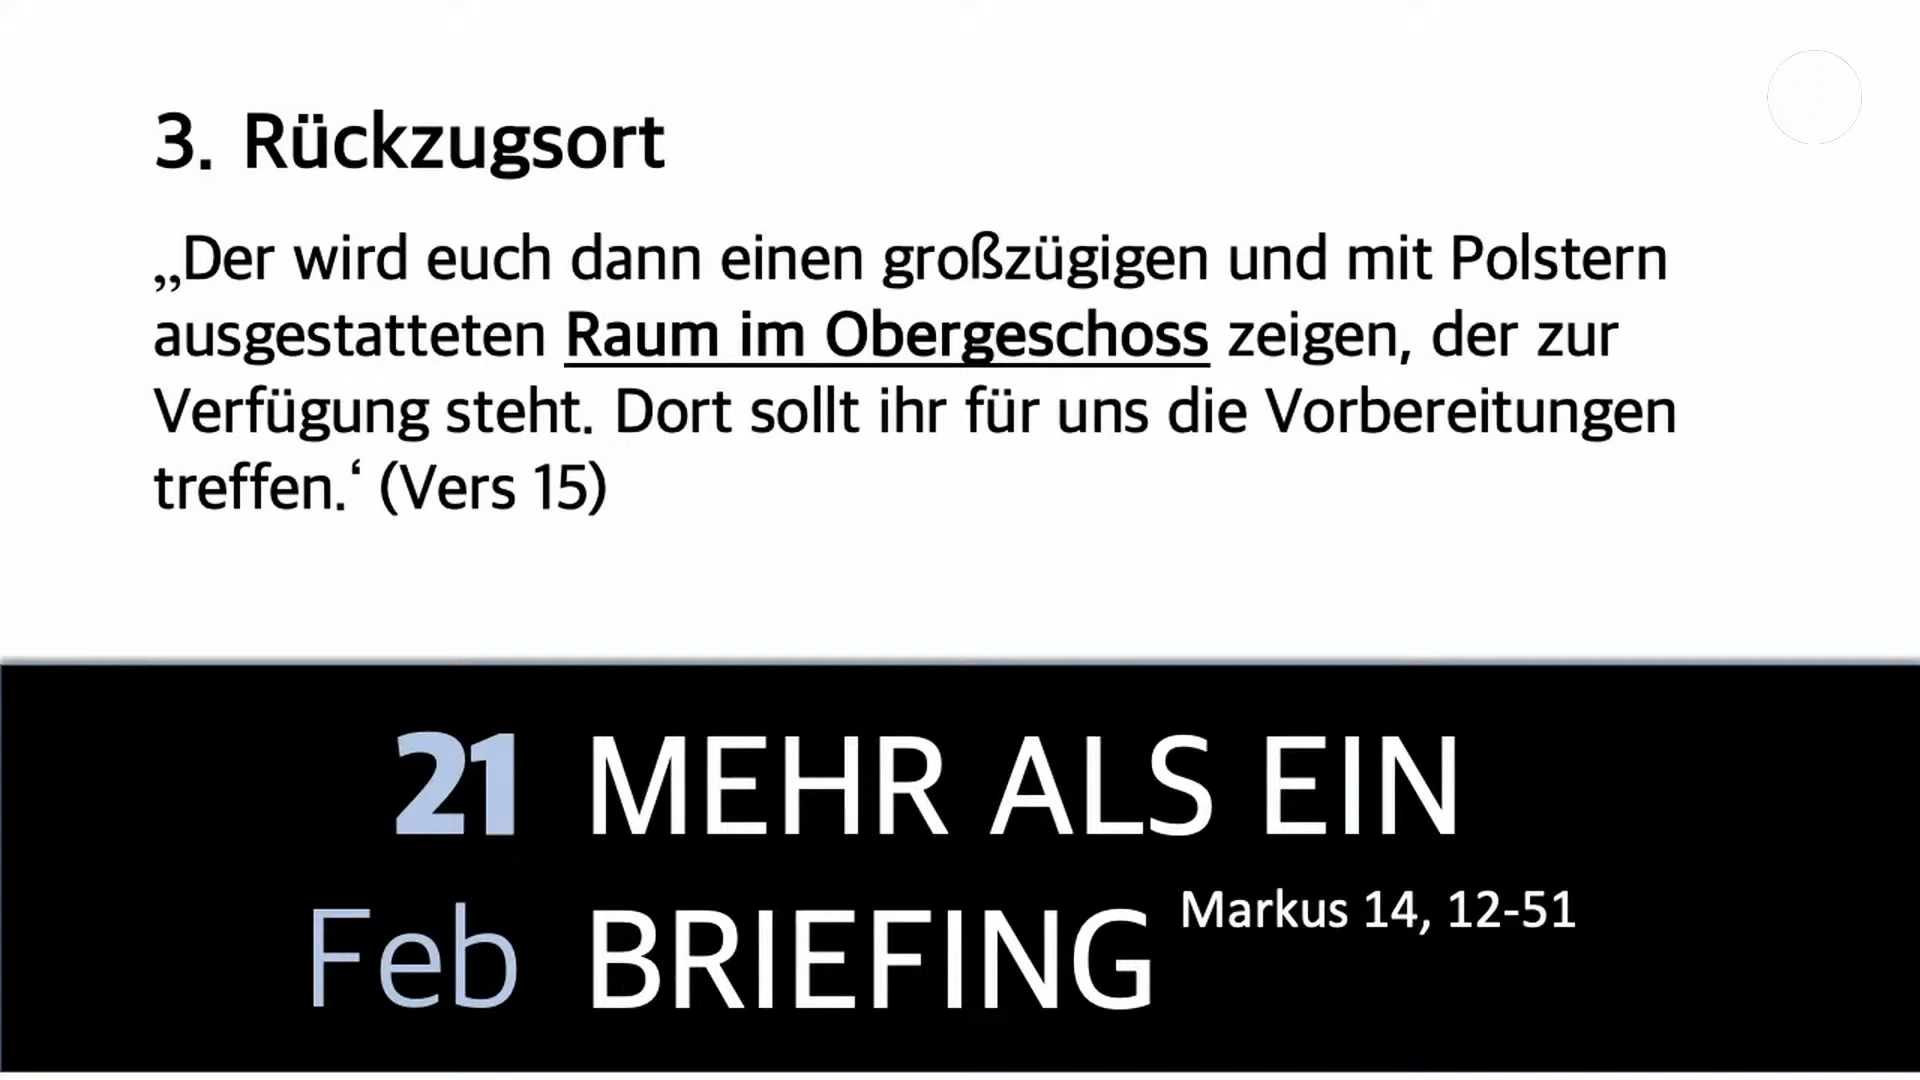 3. Rückzugsort
„Der wird euch dann einen großzügigen und mit Polstern
ausgestatteten Raum im Obergeschoss zeigen, der zur
Verfügung steht. Dort sollt ihr für uns die Vorbereitungen
treffen.‘ (Vers 15)
21 MEHR ALS EIN
Feb BRIEFING Markus 14, 12-51